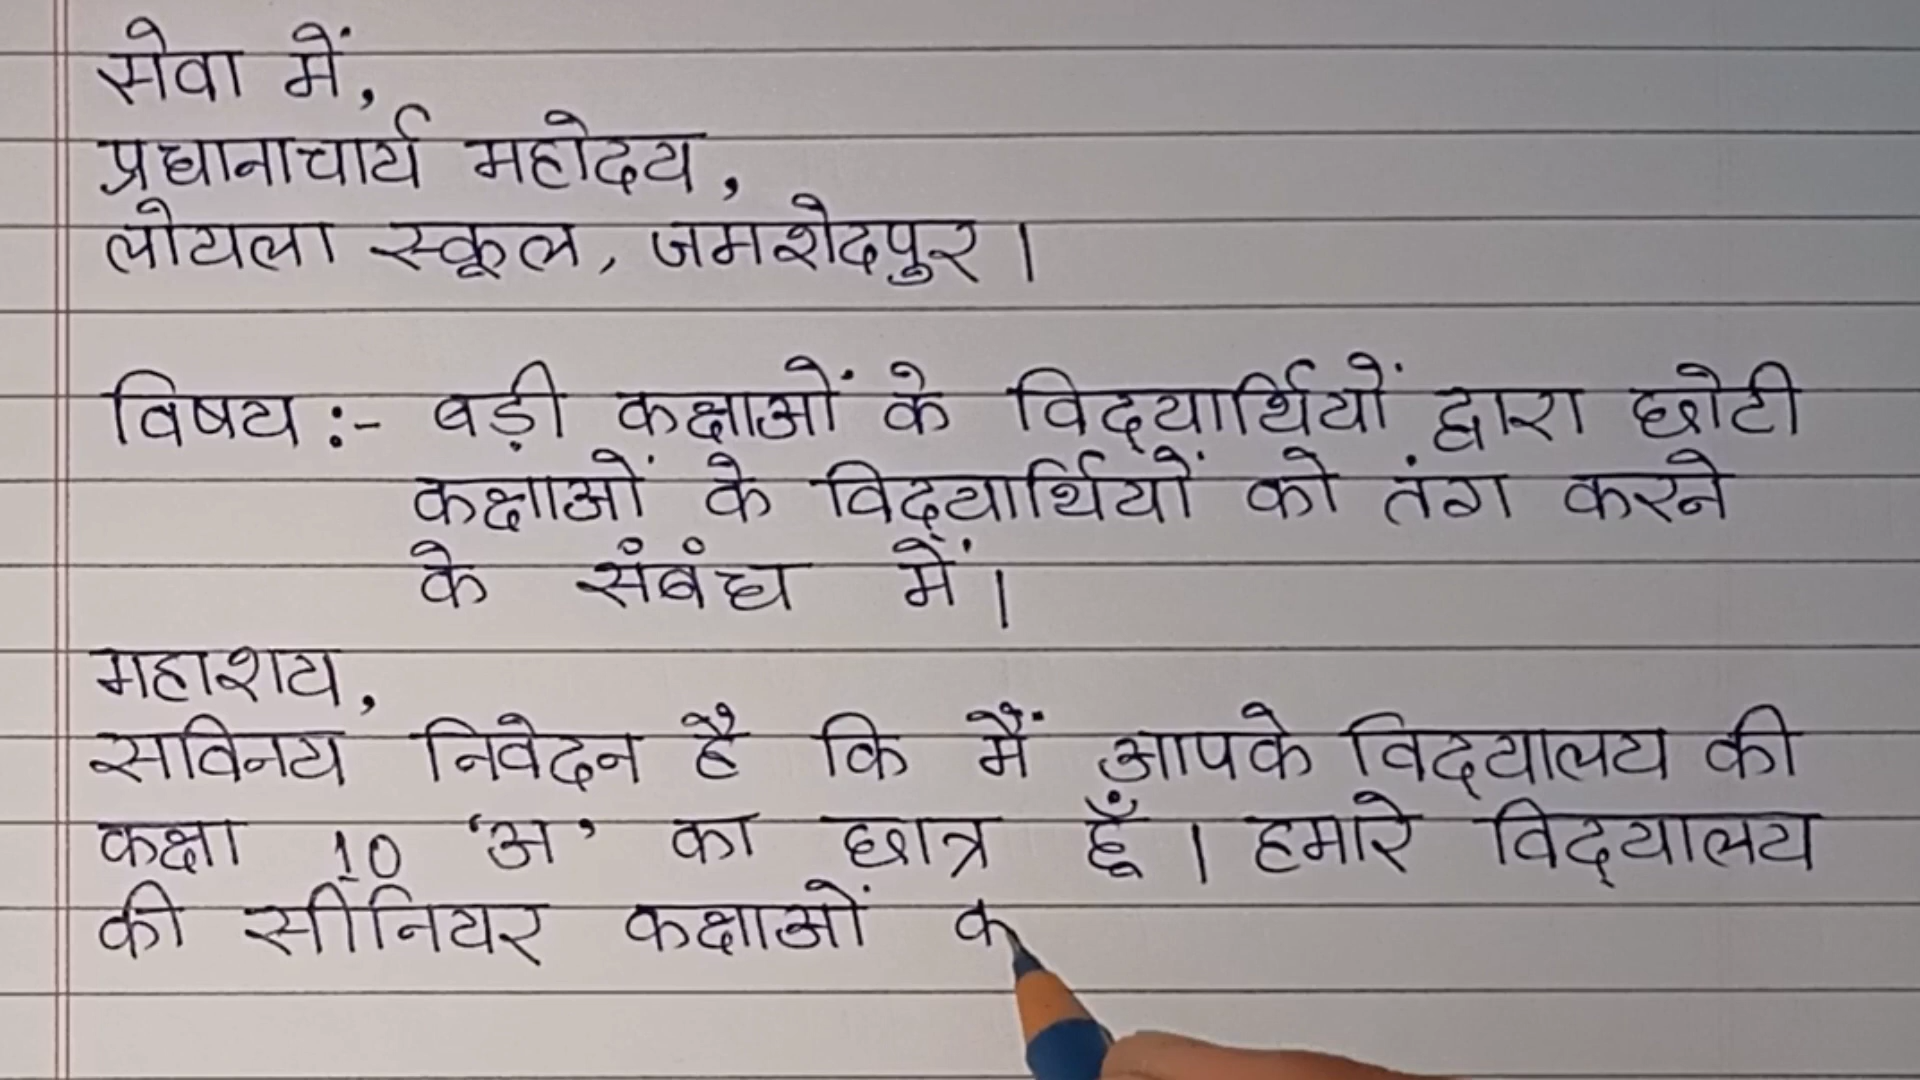 सेवा में,
प्रधानाचार्य महोदय,
लोयला स्कूल, जमशेदपुर।
विषय :- बड़ी कक्षाओं के विद्यार्थियों द्वारा छोटी
कक्षाओं के विद्यार्थियों को तंग करने
के संबंध में।
महाशय,
सविनय निवेदन है कि मैं आपके विद्यालय की
कक्षा 10 'अ' का छात्र हूँ। हमारे विद्यालय
की सीनियर कक्षाओं क